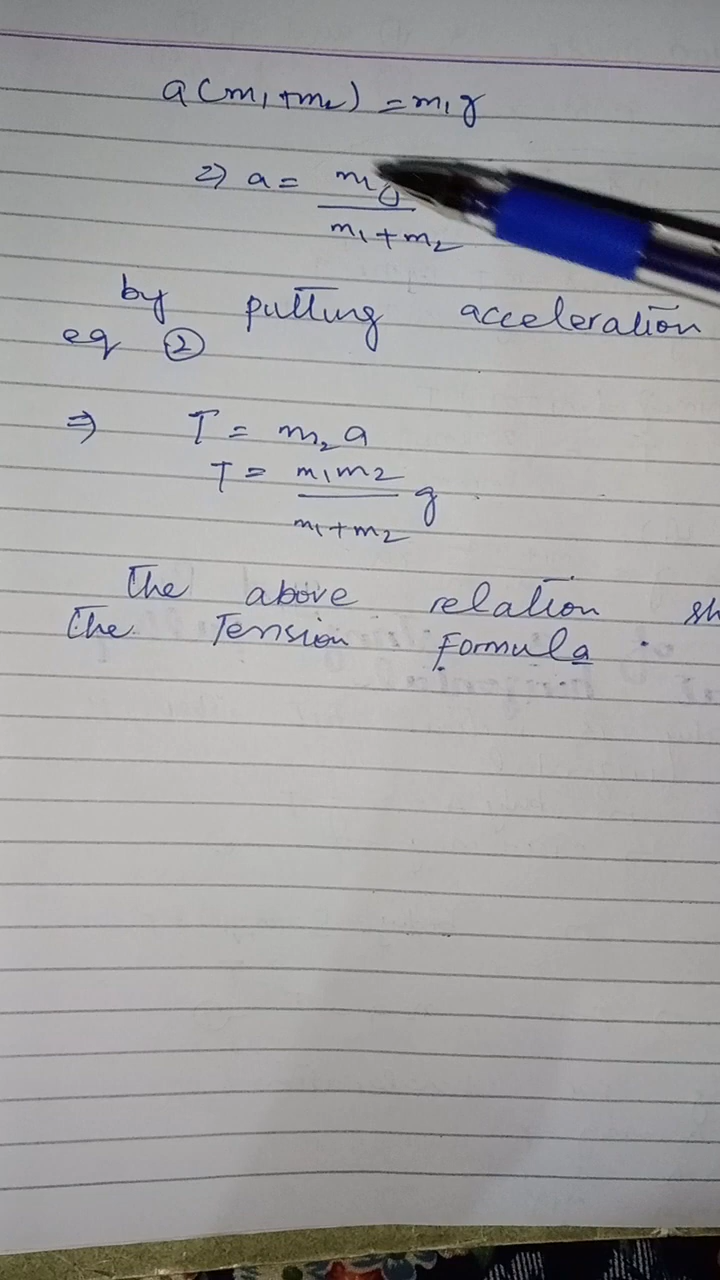 a(m₁+m₂) = m₁g
⇒ a = m g / m₁+m₂
by putting acceleration
eq ②
⇒ T = m₂a
T = m₁m₂ / m₁+m₂ g
The above relation sh
The Tension Formula.